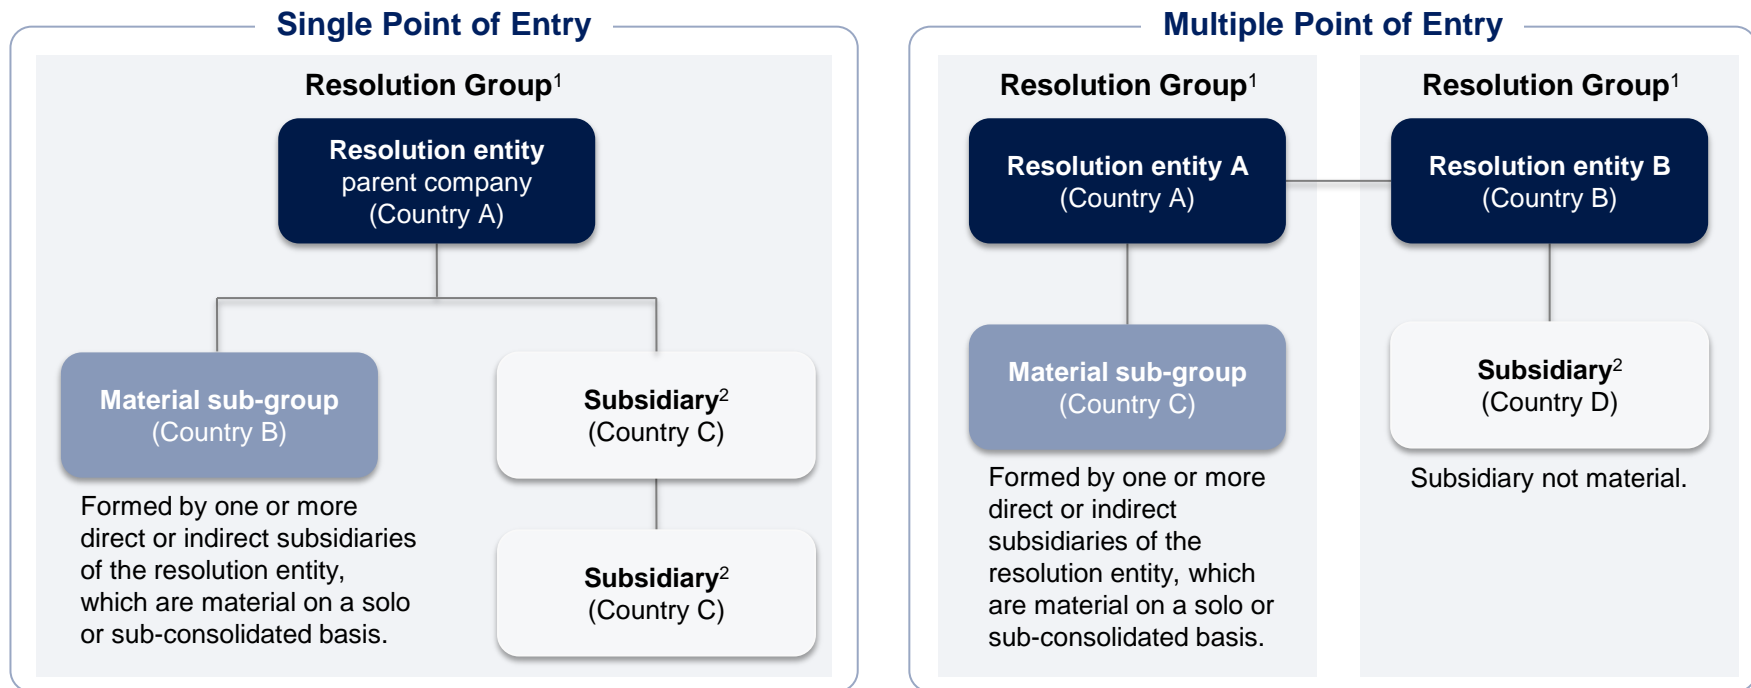 Single Point of Entry
Resolution Group¹
Resolution entity
parent company
(Country A)
Material sub-group
(Country B)
Formed by one or more
direct or indirect subsidiaries
of the resolution entity,
which are material on a solo
or sub-consolidated basis.
Subsidiary²
(Country C)
Subsidiary²
(Country C)
Multiple Point of Entry
Resolution Group¹
Resolution entity A
(Country A)
Material sub-group
(Country C)
Formed by one or more
direct or indirect
subsidiaries of the
resolution entity, which
are material on a solo or
sub-consolidated basis.
Resolution Group¹
Resolution entity B
(Country B)
Subsidiary²
(Country D)
Subsidiary not material.